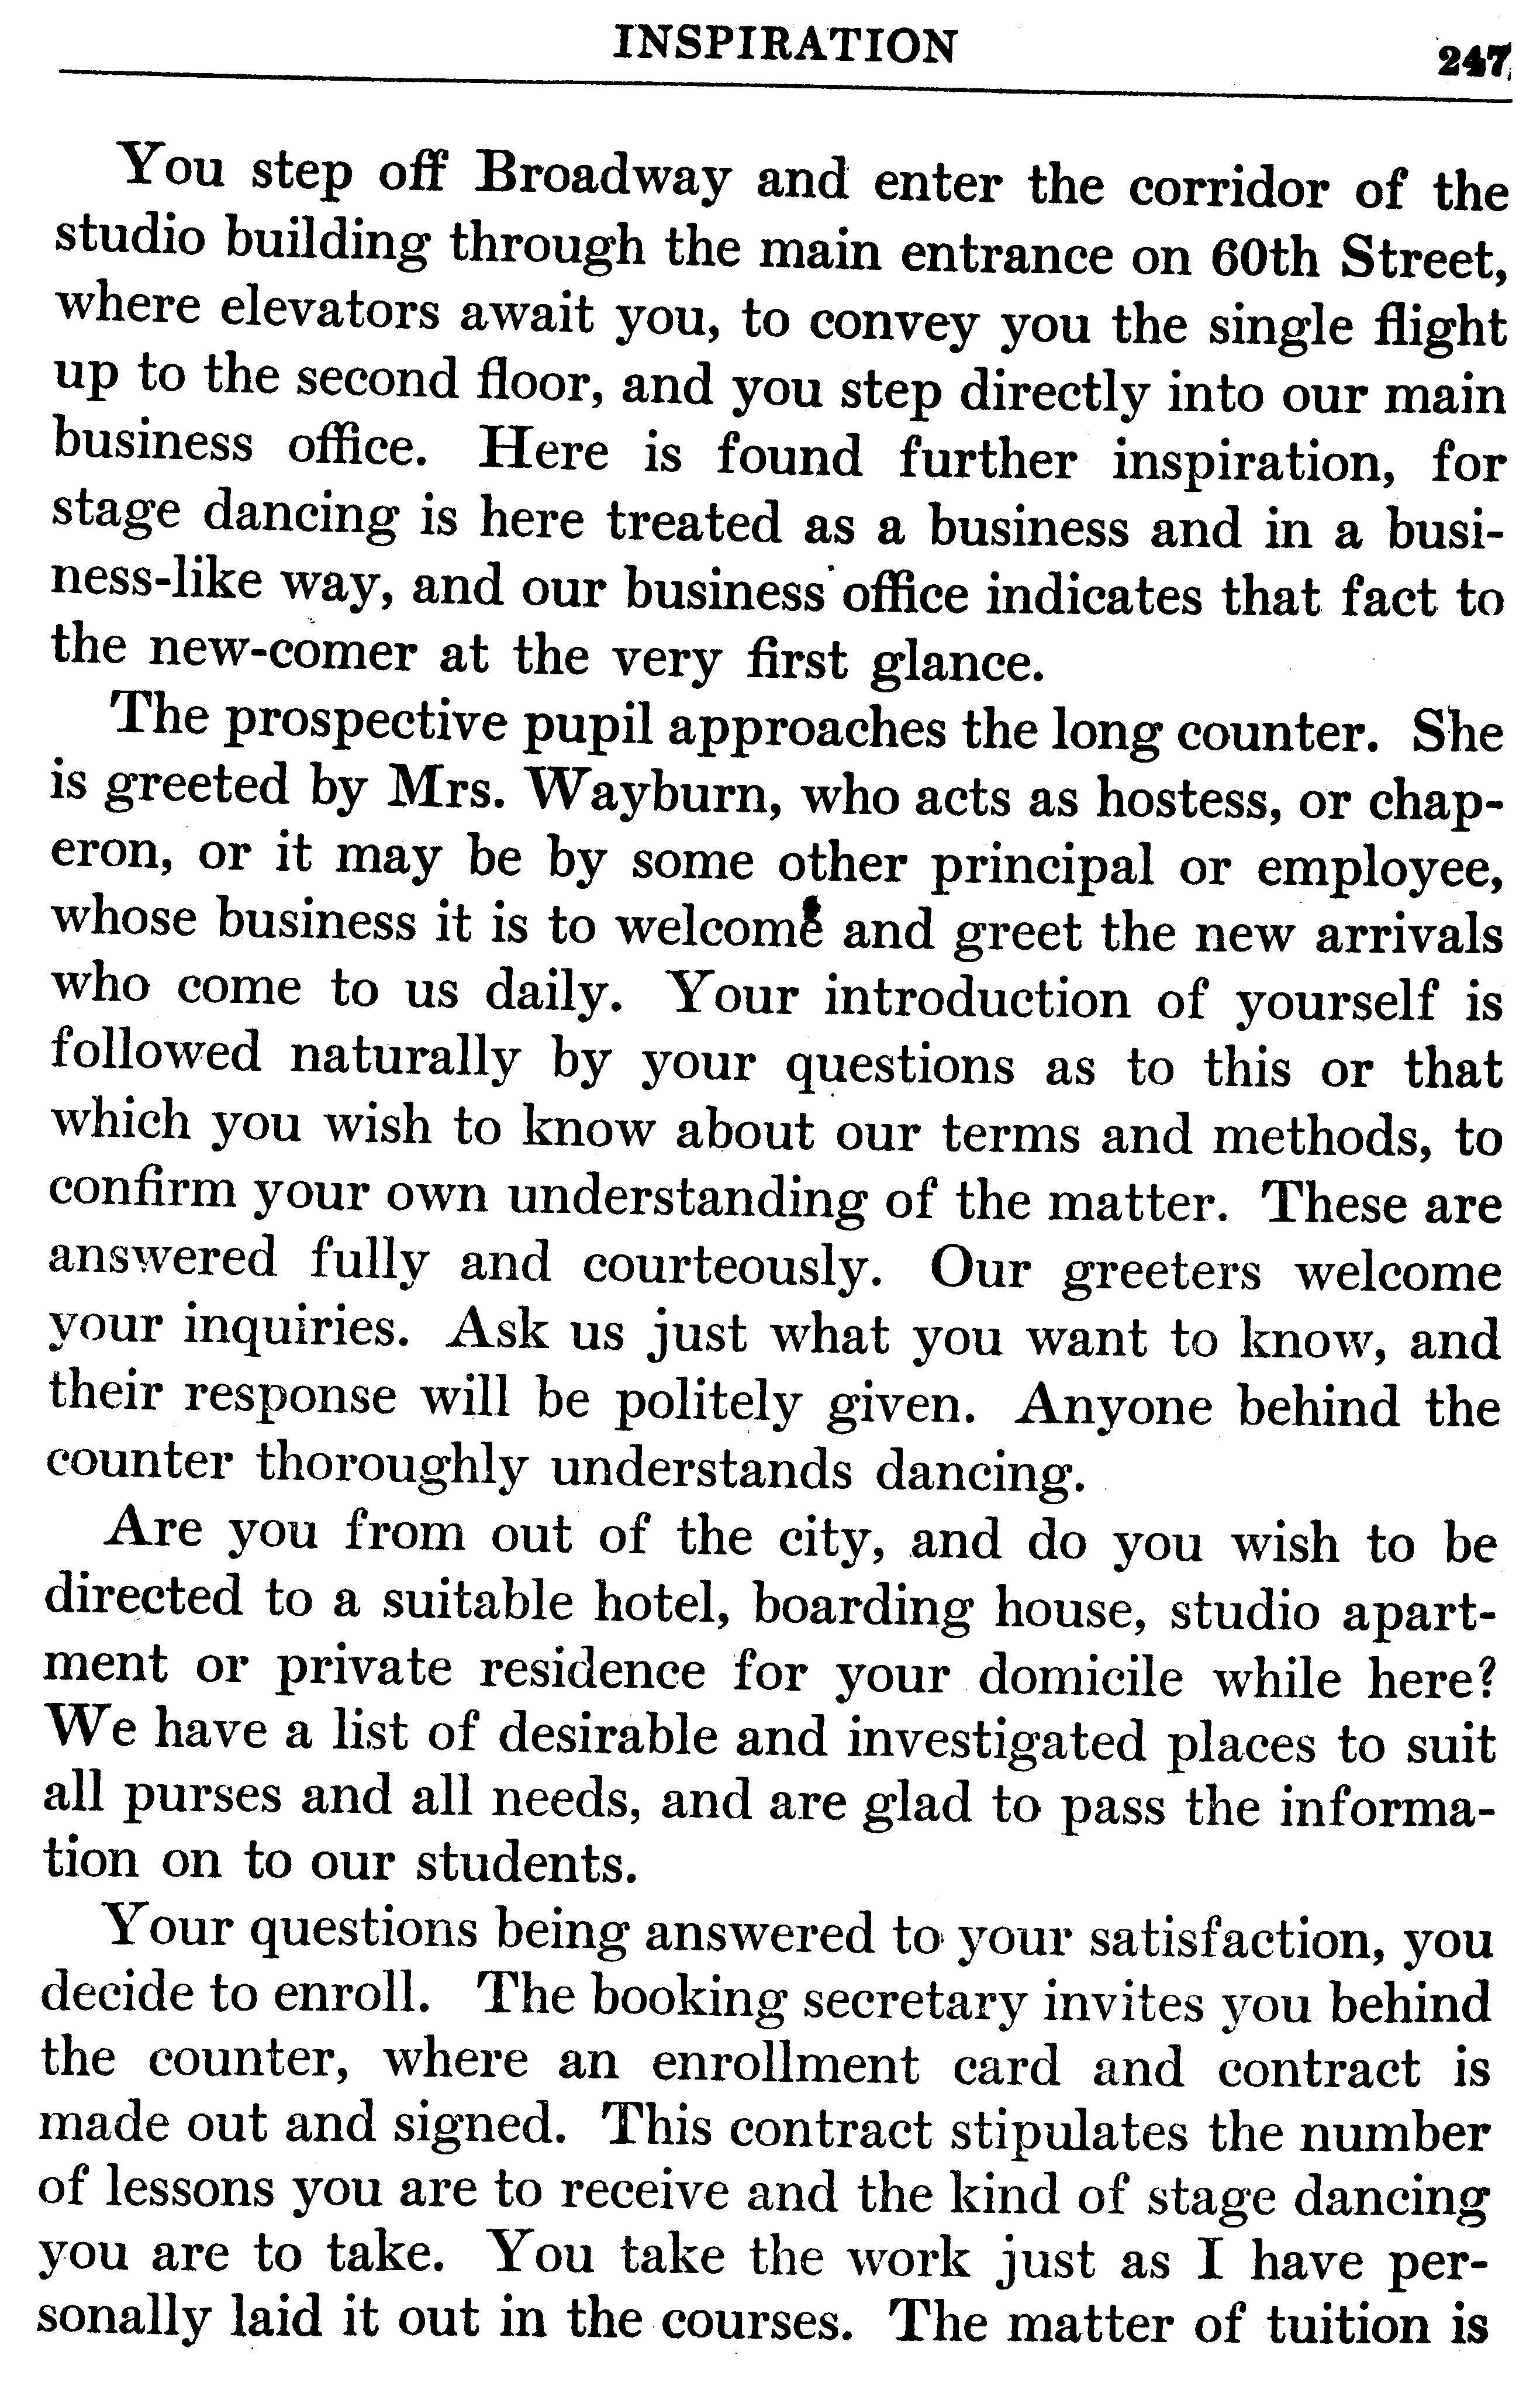 INSPIRATION 247
You step off Broadway and enter the corridor of the
studio building through the main entrance on 60th Street,
where elevators await you, to convey you the single flight
up to the second floor, and you step directly into our main
business office. Here is found further inspiration, for
stage dancing is here treated as a business and in a busi-
ness-like way, and our business office indicates that fact to
the new-comer at the very first glance.
The prospective pupil approaches the long counter. She
is greeted by Mrs. Wayburn, who acts as hostess, or chap-
eron, or it may be by some other principal or employee,
whose business it is to welcome and greet the new arrivals
who come to us daily. Your introduction of yourself is
followed naturally by your questions as to this or that
which you wish to know about our terms and methods, to
confirm your own understanding of the matter. These are
answered fully and courteously. Our greeters welcome
your inquiries. Ask us just what you want to know, and
their response will be politely given. Anyone behind the
counter thoroughly understands dancing.
Are you from out of the city, and do you wish to be
directed to a suitable hotel, boarding house, studio apart-
ment or private residence for your domicile while here?
We have a list of desirable and investigated places to suit
all purses and all needs, and are glad to pass the informa-
tion on to our students.
Your questions being answered to your satisfaction, you
decide to enroll. The booking secretary invites you behind
the counter, where an enrollment card and contract is
made out and signed. This contract stipulates the number
of lessons you are to receive and the kind of stage dancing
you are to take. You take the work just as I have per-
sonally laid it out in the courses. The matter of tuition is